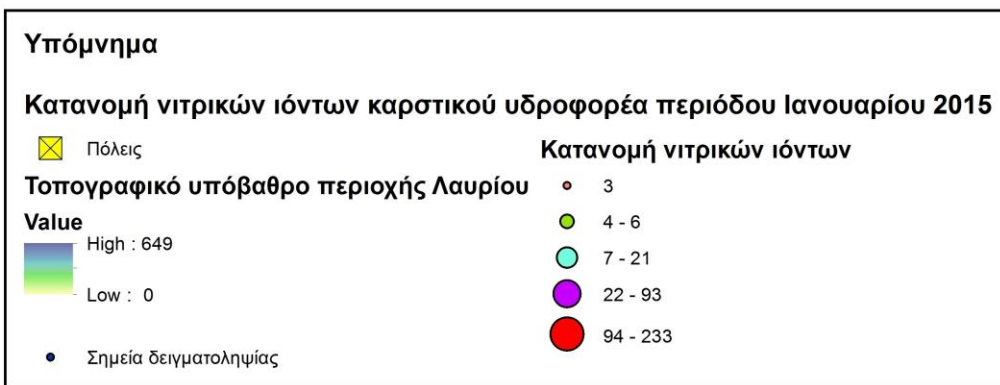 Υπόμνημα
Κατανομή νιτρικών ιόντων καρστικού υδροφορέα περιόδου Ιανουαρίου 2015
Πόλεις
Τοπογραφικό υπόβαθρο περιοχής Λαυρίου
Value
High : 649
Low : 0
Σημεία δειγματοληψίας
Κατανομή νιτρικών ιόντων
3
4 - 6
7 - 21
22 - 93
94 - 233